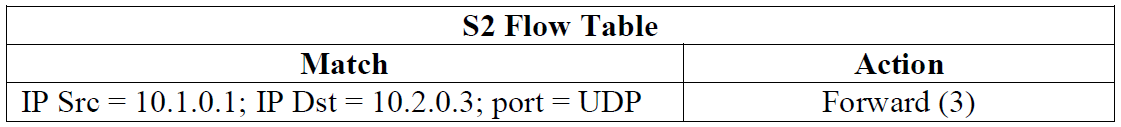 S2 Flow Table
Match Action
IP Src = 10.1.0.1; IP Dst = 10.2.0.3; port = UDP Forward (3)